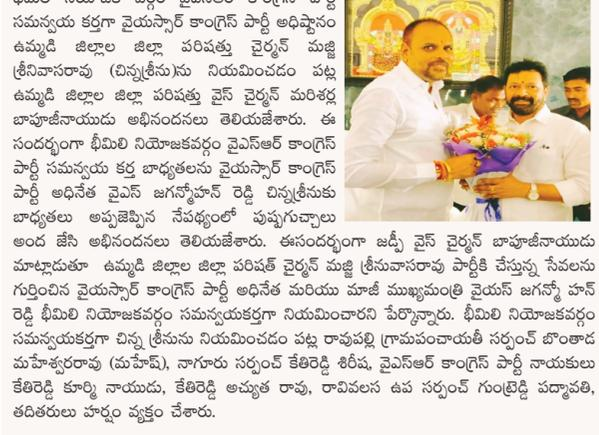 సమన్వయ కర్తగా వైయస్సార్ కాంగ్రెస్ పార్టీ అధిష్టానం
ఉమ్మడి జిల్లాల జిల్లా పరిషత్తు చైర్మన్ మజ్జి
శ్రీనివాసరావు (చిన్నశ్రీను)ను నియమించడం పట్ల
ఉమ్మడి జిల్లాల జిల్లా పరిషత్తు వైస్ చైర్మన్ మరిశర్ల
బాపూజీనాయుడు అభినందనలు తెలియజేశారు. ఈ
సందర్భంగా భీమిలి నియోజకవర్గం వైఎస్ఆర్ కాంగ్రెస్
పార్టీ సమన్వయ కర్త బాధ్యతలను వైయస్సార్ కాంగ్రెస్
పార్టీ అధినేత వైఎస్ జగన్మోహన్ రెడ్డి చిన్నశ్రీనుకు
బాధ్యతలు అప్పజెప్పిన నేపథ్యంలో పుష్పగుచ్చాలు
అంద జేసి అభినందనలు తెలియజేశారు. ఈసందర్భంగా జడ్పీ వైస్ చైర్మన్ బాపూజీనాయుడు
మాట్లాడుతూ ఉమ్మడి జిల్లాల జిల్లా పరిషత్ చైర్మన్ మజ్జి శ్రీనువాసరావు పార్టీకి చేస్తున్న సేవలను
గుర్తించిన వైయస్సార్ కాంగ్రెస్ పార్టీ అధినేత మరియు మాజీ ముఖ్యమంత్రి వైయస్ జగన్మో హన్
రెడ్డి భీమిలి నియోజకవర్గం సమన్వయకర్తగా నియమించారని పేర్కొన్నారు. భీమిలి నియోజకవర్గం
సమన్వయకర్తగా చిన్న శ్రీనును నియమించడం పట్ల రావుపల్లి గ్రామపంచాయతీ సర్పంచ్ బొంతాడ
మహేశ్వరరావు (మహేష్), నాగూరు సర్పంచ్ కేతిరెడ్డి శిరీష, వైఎస్ఆర్ కాంగ్రెస్ పార్టీ నాయకులు
కేతిరెడ్డి కూర్మి నాయుడు, కేతిరెడ్డి అచ్యుత రావు, రావివలస ఉప సర్పంచ్ గుంట్రెడ్డి పద్మావతి,
తదితరులు హర్షం వ్యక్తం చేశారు.